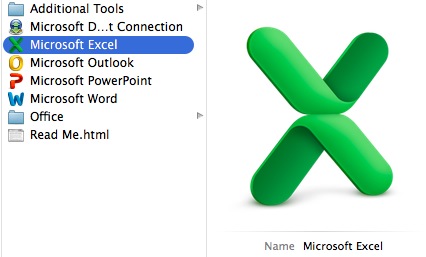 Additional Tools
Microsoft D...t Connection
Microsoft Excel
Microsoft Outlook
Microsoft PowerPoint
Microsoft Word
Office
Read Me.html
Name Microsoft Excel